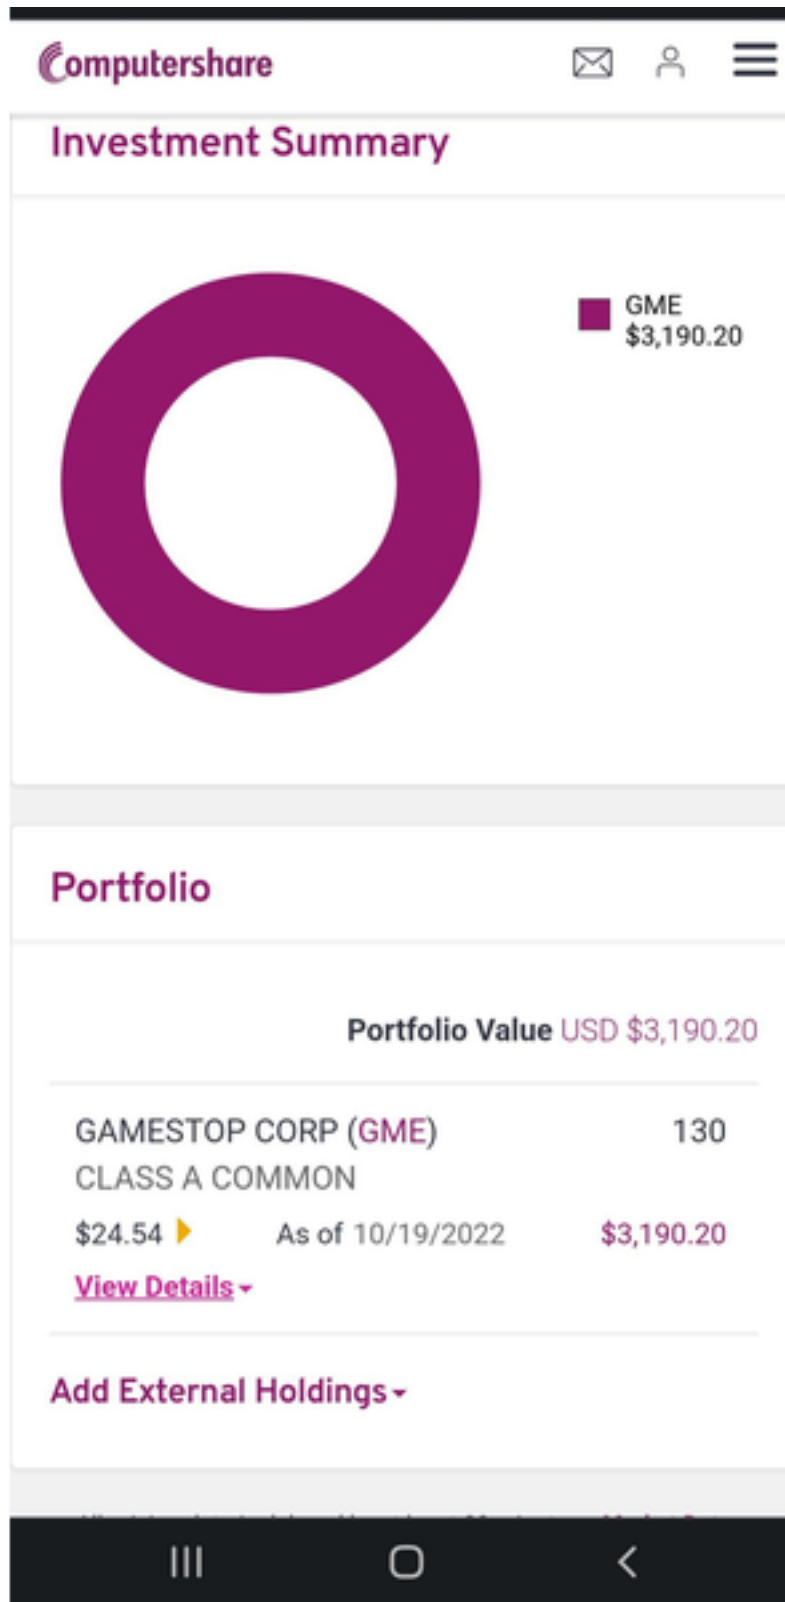 Computershare
Investment Summary
GME
$3,190.20
Portfolio
Portfolio Value USD $3,190.20
GAMESTOP CORP (GME) 130
CLASS A COMMON
$24.54 As of 10/19/2022 $3,190.20
View Details
Add External Holdings